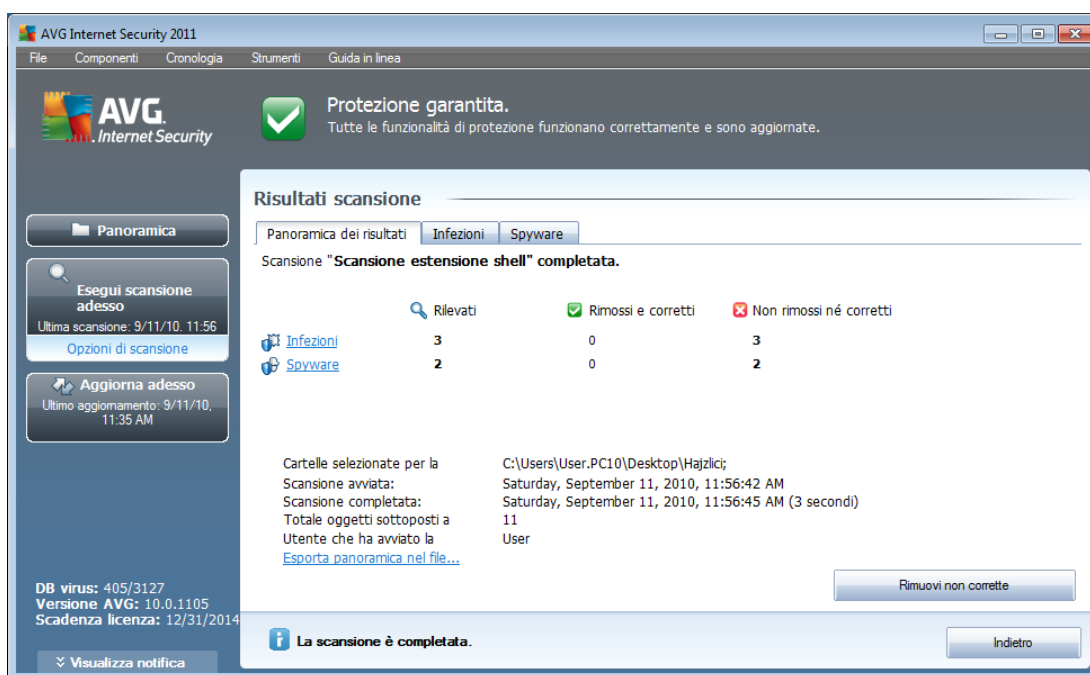 AVG Internet Security 2011
File Componenti Cronologia Strumenti Guida in linea
AVG.
Internet Security
Protezione garantita.
Tutte le funzionalità di protezione funzionano correttamente e sono aggiornate.
Panoramica
Esegui scansione
adesso
Ultima scansione: 9/11/10. 11:56
Opzioni di scansione
Aggiorna adesso
Ultimo aggiornamento: 9/11/10,
11:35 AM
DB virus: 405/3127
Versione AVG: 10.0.1105
Scadenza licenza: 12/31/2014
Visualizza notifica
Risultati scansione
Panoramica dei risultati Infezioni Spyware
Scansione "Scansione estensione shell" completata.
Rilevati Rimossi e corretti Non rimossi né corretti
Infezioni 3 0 3
Spyware 2 0 2
Cartelle selezionate per la C:\Users\User.PC10\Desktop\Hajzlici;
Scansione avviata: Saturday, September 11, 2010, 11:56:42 AM
Scansione completata: Saturday, September 11, 2010, 11:56:45 AM (3 secondi)
Totale oggetti sottoposti a 11
Utente che ha avviato la User
Esporta panoramica nel file...
Rimuovi non corrette
La scansione è completata.
Indietro